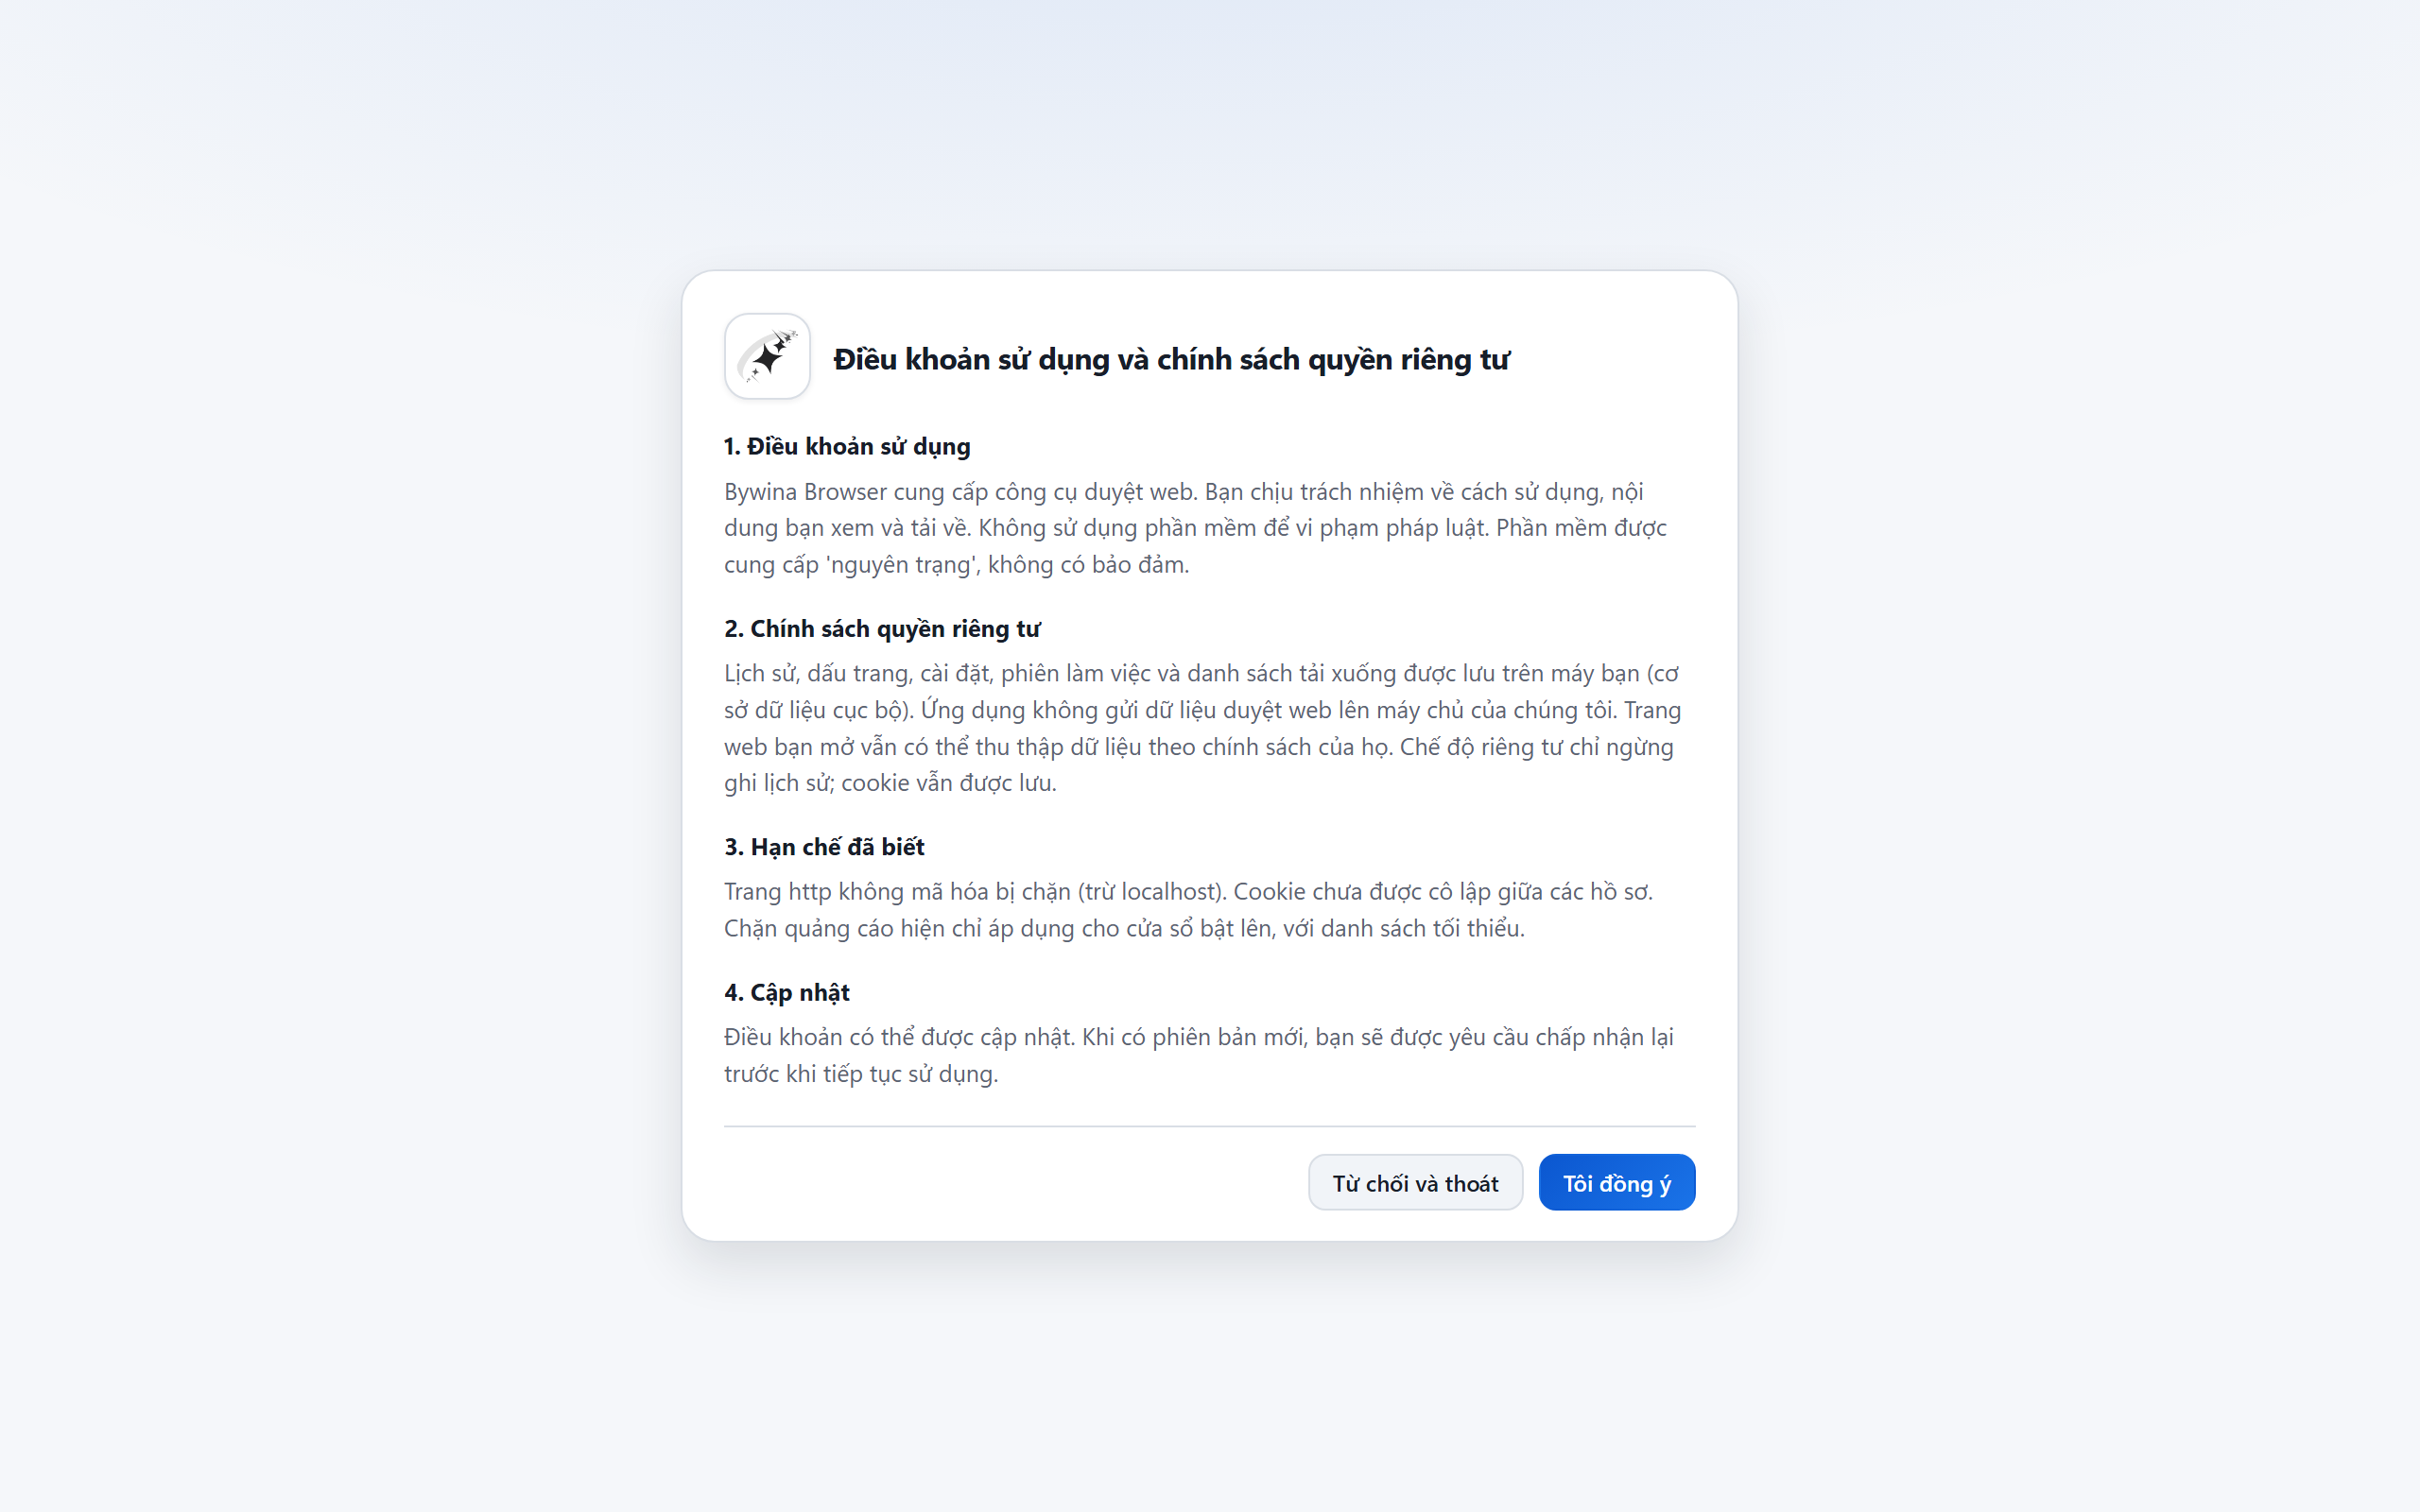 Điều khoản sử dụng và chính sách quyền riêng tư
1. Điều khoản sử dụng
Bywina Browser cung cấp công cụ duyệt web. Bạn chịu trách nhiệm về cách sử dụng, nội
dung bạn xem và tải về. Không sử dụng phần mềm để vi phạm pháp luật. Phần mềm được
cung cấp 'nguyên trạng', không có bảo đảm.
2. Chính sách quyền riêng tư
Lịch sử, dấu trang, cài đặt, phiên làm việc và danh sách tải xuống được lưu trên máy bạn (cơ
sở dữ liệu cục bộ). Ứng dụng không gửi dữ liệu duyệt web lên máy chủ của chúng tôi. Trang
web bạn mở vẫn có thể thu thập dữ liệu theo chính sách của họ. Chế độ riêng tư chỉ ngừng
ghi lịch sử; cookie vẫn được lưu.
3. Hạn chế đã biết
Trang http không mã hóa bị chặn (trừ localhost). Cookie chưa được cô lập giữa các hồ sơ.
Chặn quảng cáo hiện chỉ áp dụng cho cửa sổ bật lên, với danh sách tối thiểu.
4. Cập nhật
Điều khoản có thể được cập nhật. Khi có phiên bản mới, bạn sẽ được yêu cầu chấp nhận lại
trước khi tiếp tục sử dụng.
Từ chối và thoát
Tôi đồng ý